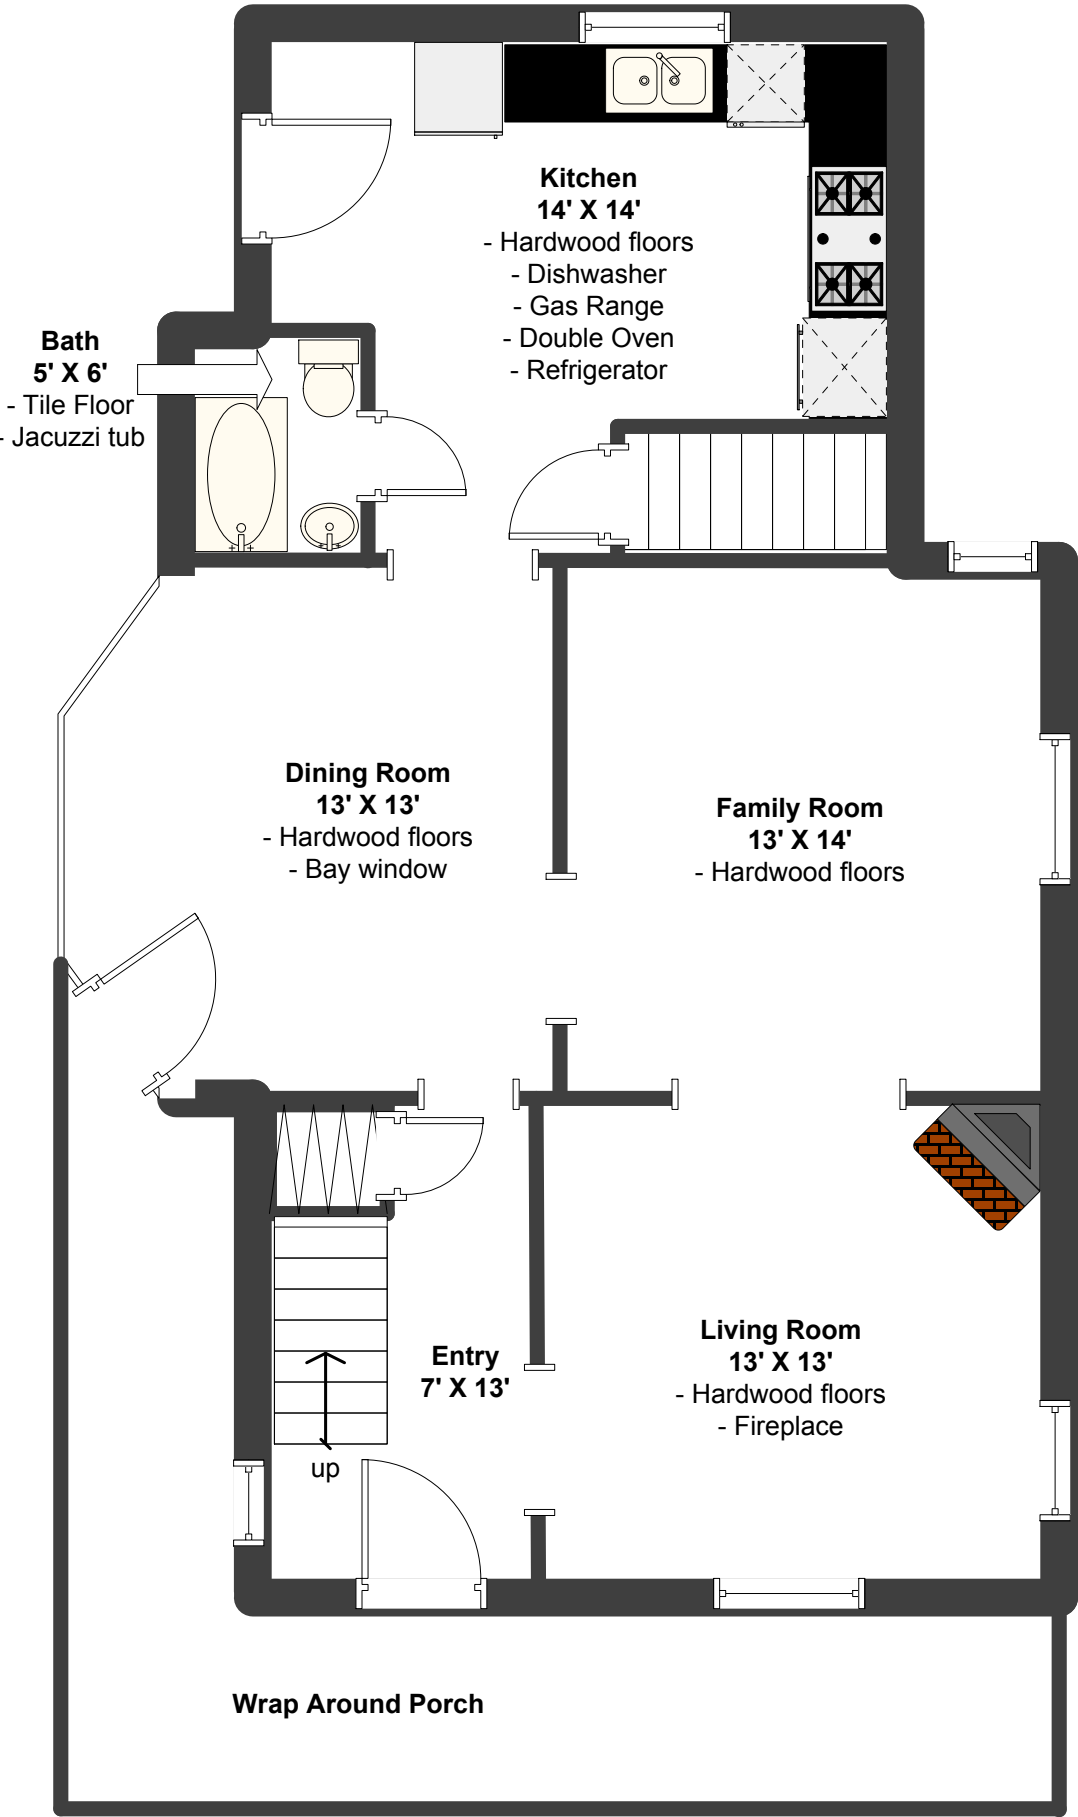 Kitchen
14' X 14'
- Hardwood floors
- Dishwasher
- Gas Range
- Double Oven
- Refrigerator
Bath
5' X 6'
- Tile Floor
- Jacuzzi tub
Dining Room
13' X 13'
- Hardwood floors
- Bay window
Family Room
13' X 14'
- Hardwood floors
Living Room
13' X 13'
- Hardwood floors
- Fireplace
Entry
7' X 13'
up
Wrap Around Porch